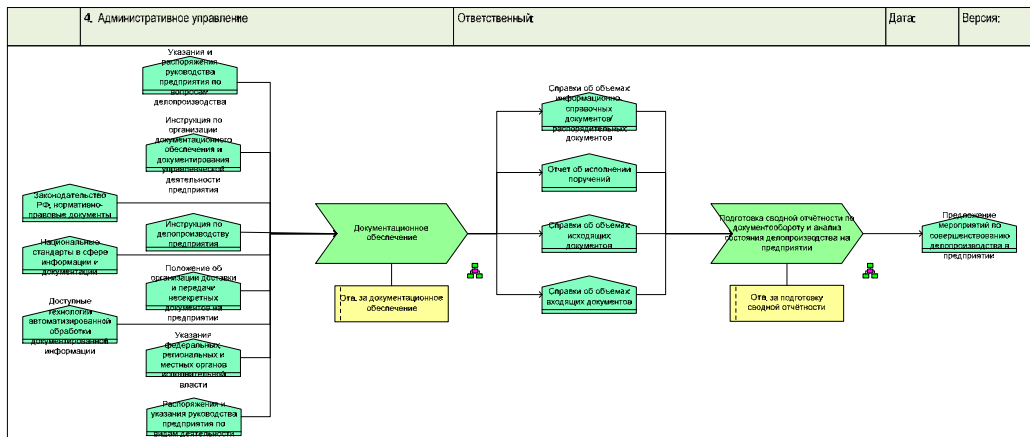 4. Административное управление
Ответственный:
Дата:
Версия:
Указания и
распоряжения
руководства
предприятия по
вопросам
делопроизводства
Инструкция по
организации
документационного
обеспечения и
документирования
управленческой
деятельности
предприятия
Законодательство
РФ, нормативно-
правовые документы
Инструкция по
делопроизводству
предприятия
Национальные
стандарты в сфере
информации и
документации
Положение об
организации доставки
и передачи
несекретных
документов на
предприятии
Доступные
технологии
автоматизированной
обработки
документированной
информации
Указания
федеральных,
региональных и
местных органов
исполнительной
власти
Распоряжения и
указания руководства
предприятия по
видам деятельности
Документационное
обеспечение
Отв. за документационное
обеспечение
Справки об объемах
информационно-
справочных
документов/
распорядительных
документов
Отчет об исполнении
поручений
Справки об объемах
исходящих
документов
Справки об объемах
входящих документов
Подготовка сводной отчётности по
документообороту и анализ
состояния делопроизводства на
предприятии
Отв. за подготовку
сводной отчётности
Предложение
мероприятий по
совершенствованию
делопроизводства в
предприятии